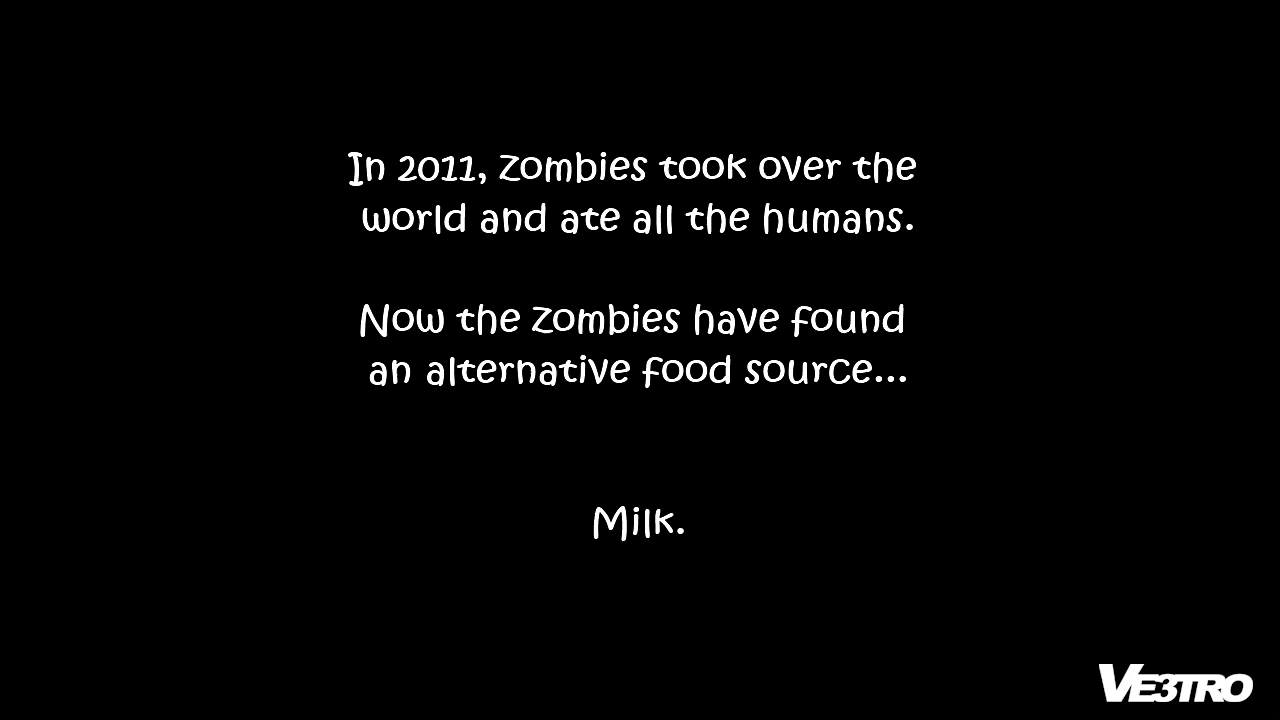 In 2011, zombies took over the
world and ate all the humans.
Now the zombies have found
an alternative food source...
Milk.
VE3TRO